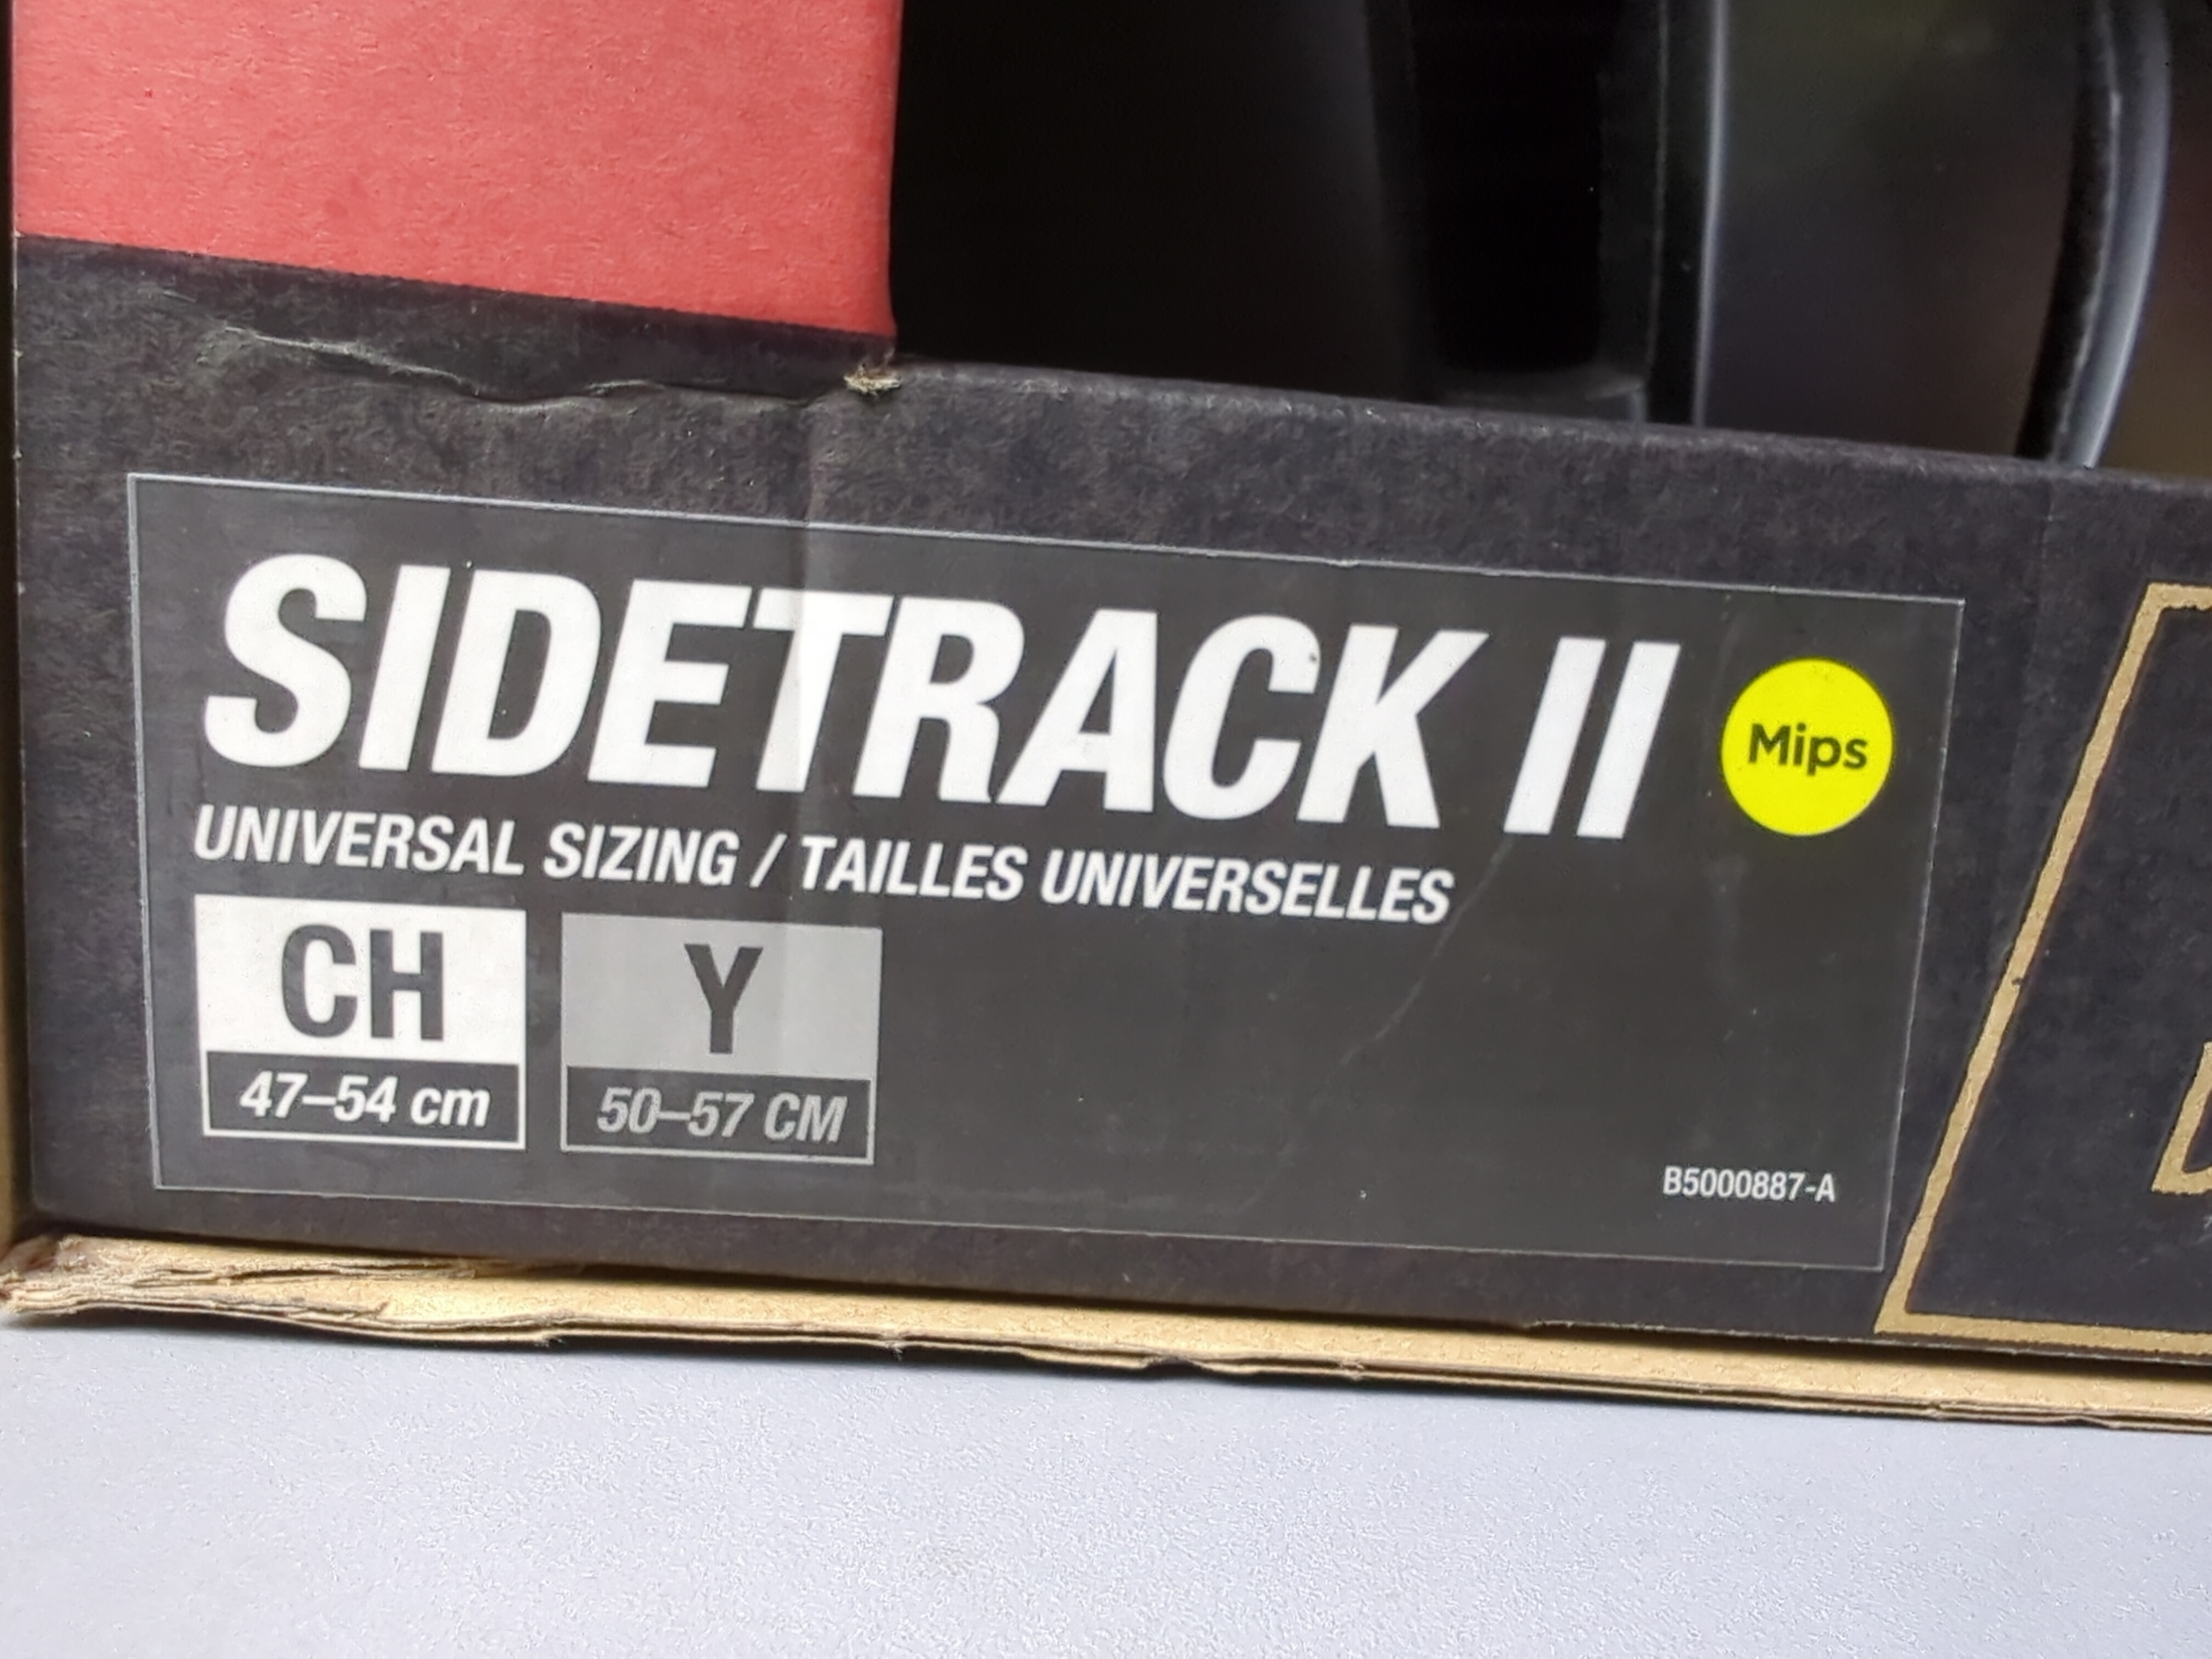 SIDETRACK II
Mips
UNIVERSAL SIZING / TAILLES UNIVERSELLES
CH
47–54 cm
Y
50–57 CM
B5000887-A